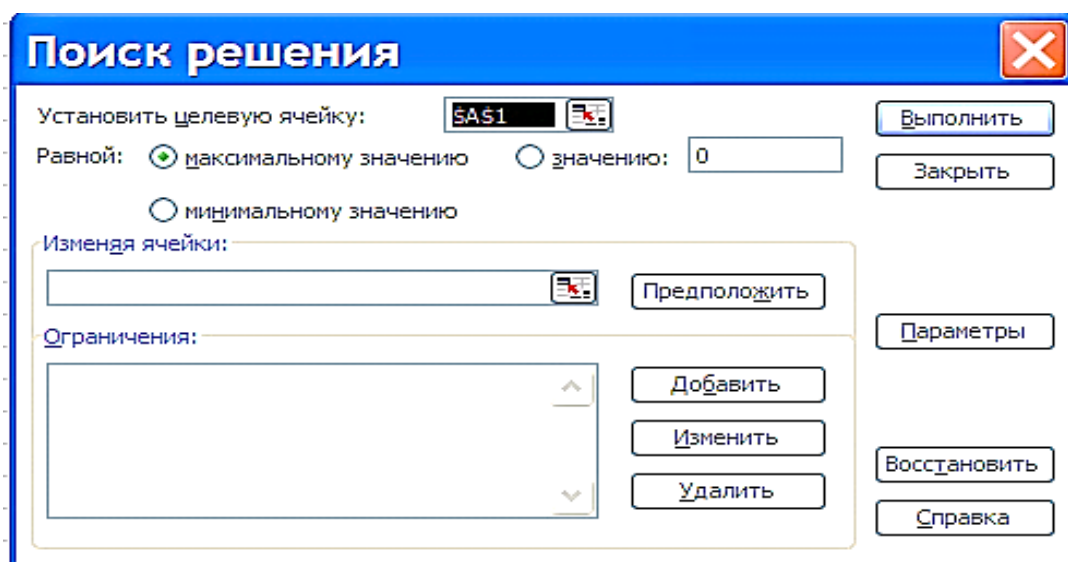 Поиск решения
Установить целевую ячейку: $A$1
Выполнить
Равной: максимальному значению значению: 0
Закрыть
минимальному значению
Изменяя ячейки:
Предположить
Параметры
Ограничения:
Добавить
Изменить
Восстановить
Удалить
Справка